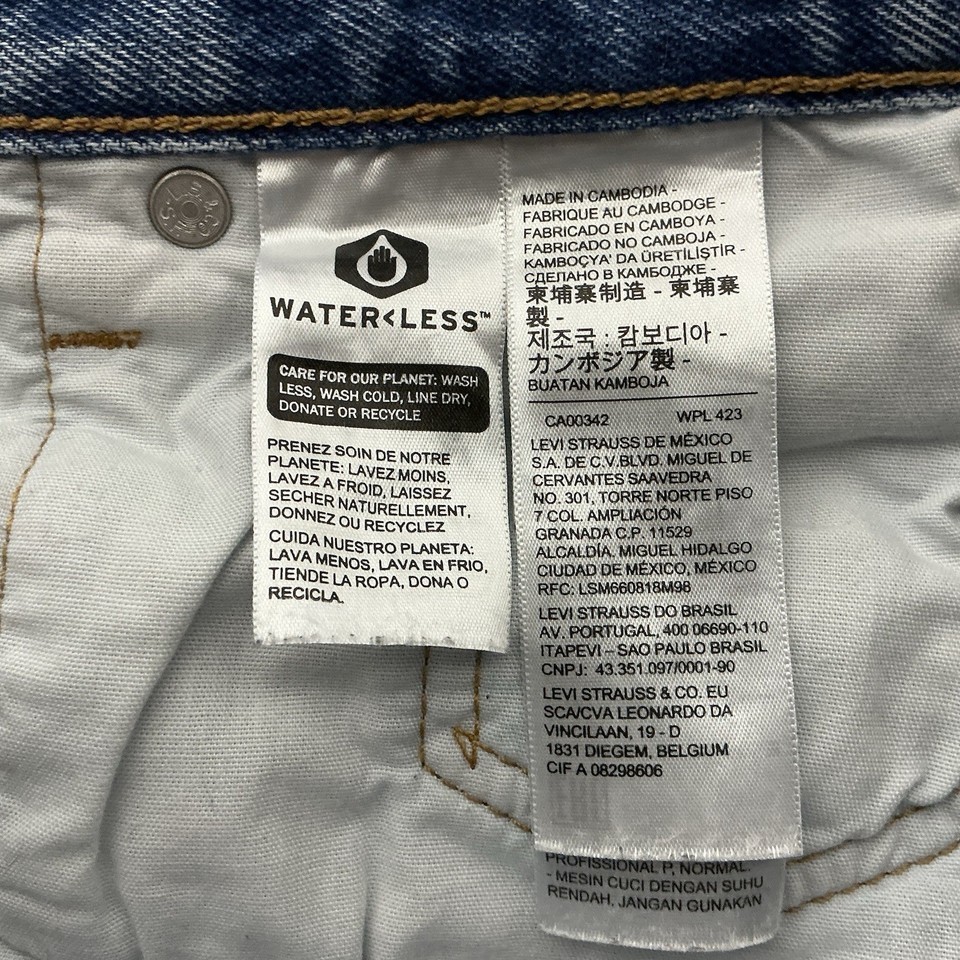 WATER<LESS™
CARE FOR OUR PLANET: WASH
LESS, WASH COLD, LINE DRY,
DONATE OR RECYCLE
PRENEZ SOIN DE NOTRE
PLANETE: LAVEZ MOINS,
LAVEZ A FROID, LAISSEZ
SECHER NATURELLEMENT,
DONNEZ OU RECYCLEZ
CUIDA NUESTRO PLANETA:
LAVA MENOS, LAVA EN FRIO,
TIENDE LA ROPA, DONA O
RECICLA.
MADE IN CAMBODIA -
FABRIQUE AU CAMBODGE -
FABRICADO EN CAMBOYA -
FABRICADO NO CAMBOJA -
KAMBOÇYA' DA ÜRETİLİŞTİR -
СДЕЛАНО В КАМБОДЖЕ -
柬埔寨制造 - 柬埔寨
製 -
제조국 : 캄보디아 -
カンボジア製 -
BUATAN KAMBOJA
CA00342 WPL 423
LEVI STRAUSS DE MÉXICO
S.A. DE C.V.BLVD. MIGUEL DE
CERVANTES SAAVEDRA
NO. 301, TORRE NORTE PISO
7 COL. AMPLIACIÓN
GRANADA C.P. 11529
ALCALDÍA. MIGUEL HIDALGO
CIUDAD DE MÉXICO, MÉXICO
RFC: LSM660818M98
LEVI STRAUSS DO BRASIL
AV. PORTUGAL, 400 06690-110
ITAPEVI – SAO PAULO BRASIL
CNPJ: 43.351.097/0001-90
LEVI STRAUSS & CO. EU
SCA/CVA LEONARDO DA
VINCILAAN, 19 - D
1831 DIEGEM, BELGIUM
CIF A 08298606
PROFISSIONAL P, NORMAL.
- MESIN CUCI DENGAN SUHU
RENDAH. JANGAN GUNAKAN